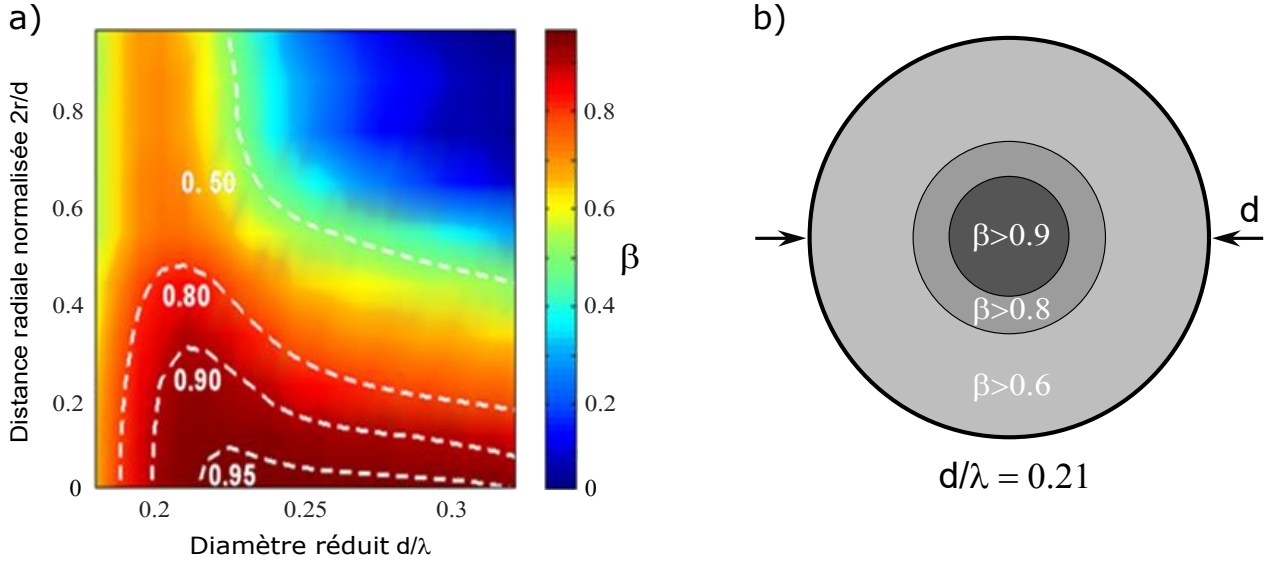 a)
Distance radiale normalisée 2r/d
0.8
0.6
0.4
0.2
0
0.2
0.25
0.3
Diamètre réduit d/λ
0. 50
0.80
0.90
0.95
0.8
0.6
0.4
0.2
0
β
b)
β>0.9
β>0.8
β>0.6
d
d/λ = 0.21